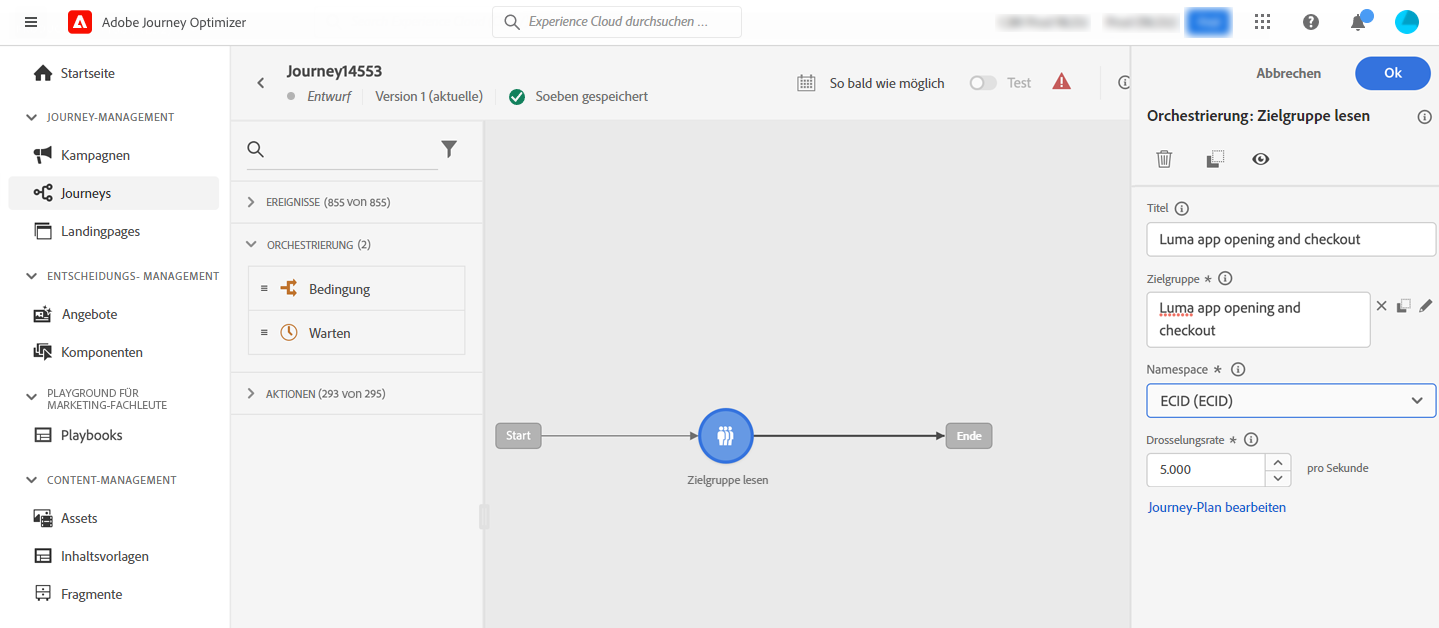 Adobe Journey Optimizer
Experience Cloud durchsuchen ...
Startseite
JOURNEY-MANAGEMENT
Kampagnen
Journeys
Landingpages
ENTSCHEIDUNGS- MANAGEMENT
Angebote
Komponenten
PLAYGROUND FÜR
MARKETING-FACHLEUTE
Playbooks
CONTENT-MANAGEMENT
Assets
Inhaltsvorlagen
Fragmente
Journey14553
Entwurf
Version 1 (aktuelle)
Soeben gespeichert
So bald wie möglich
Test
EREIGNISSE (855 von 855)
ORCHESTRIERUNG (2)
Bedingung
Warten
AKTIONEN (293 von 295)
Start
Zielgruppe lesen
Ende
Abbrechen
Ok
Orchestrierung: Zielgruppe lesen
Titel
Luma app opening and checkout
Zielgruppe *
Luma app opening and
checkout
Namespace *
ECID (ECID)
Drosselungsrate *
5.000
pro Sekunde
Journey-Plan bearbeiten